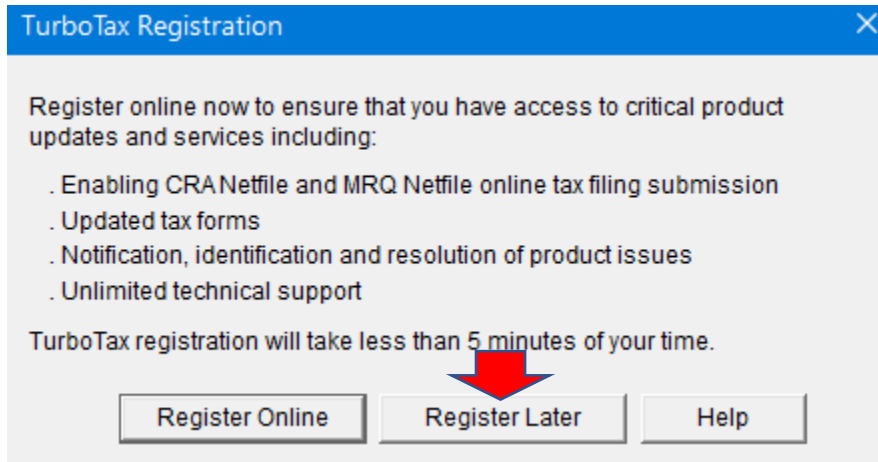 TurboTax Registration
Register online now to ensure that you have access to critical product
updates and services including:
. Enabling CRA Netfile and MRQ Netfile online tax filing submission
. Updated tax forms
. Notification, identification and resolution of product issues
. Unlimited technical support
TurboTax registration will take less than 5 minutes of your time.
Register Online Register Later Help